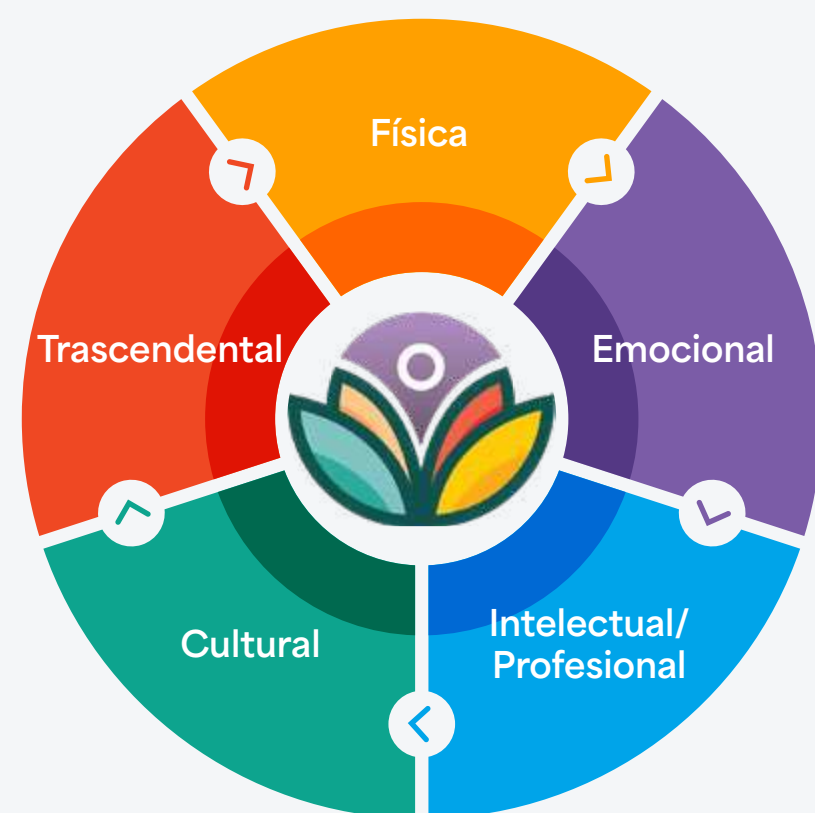 Física
Emocional
Intelectual/
Profesional
Cultural
Trascendental